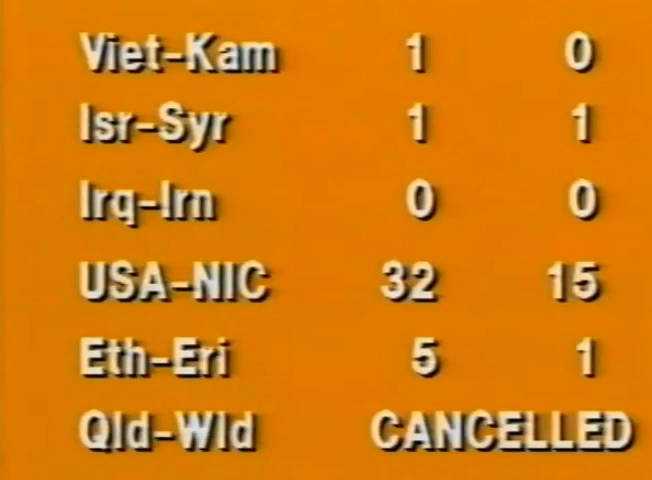 Viet-Kam 1 0
Isr-Syr 1 1
Irq-Irn 0 0
USA-NIC 32 15
Eth-Eri 5 1
Qld-Wld CANCELLED